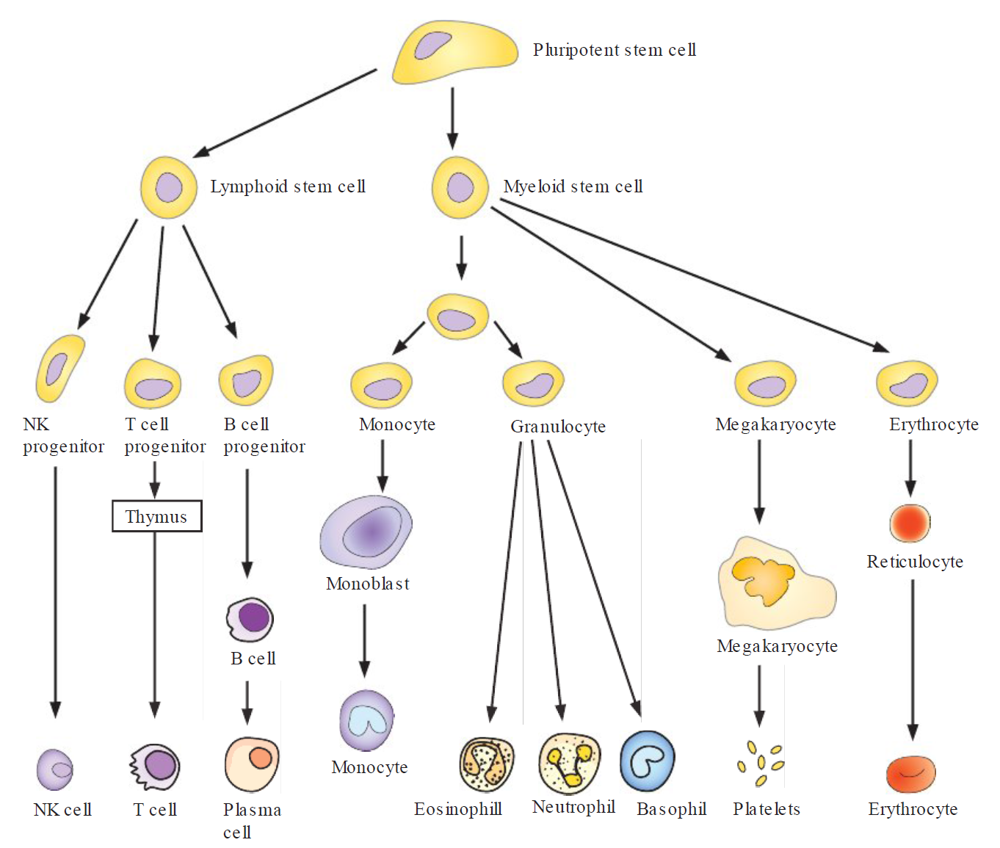 Pluripotent stem cell
Lymphoid stem cell
Myeloid stem cell
NK
progenitor
T cell
progenitor
B cell
progenitor
Monocyte
Granulocyte
Megakaryocyte
Erythrocyte
Thymus
Reticulocyte
Monoblast
Megakaryocyte
B cell
Monocyte
NK cell
T cell
Plasma
cell
Eosinophill
Neutrophil
Basophil
Platelets
Erythrocyte